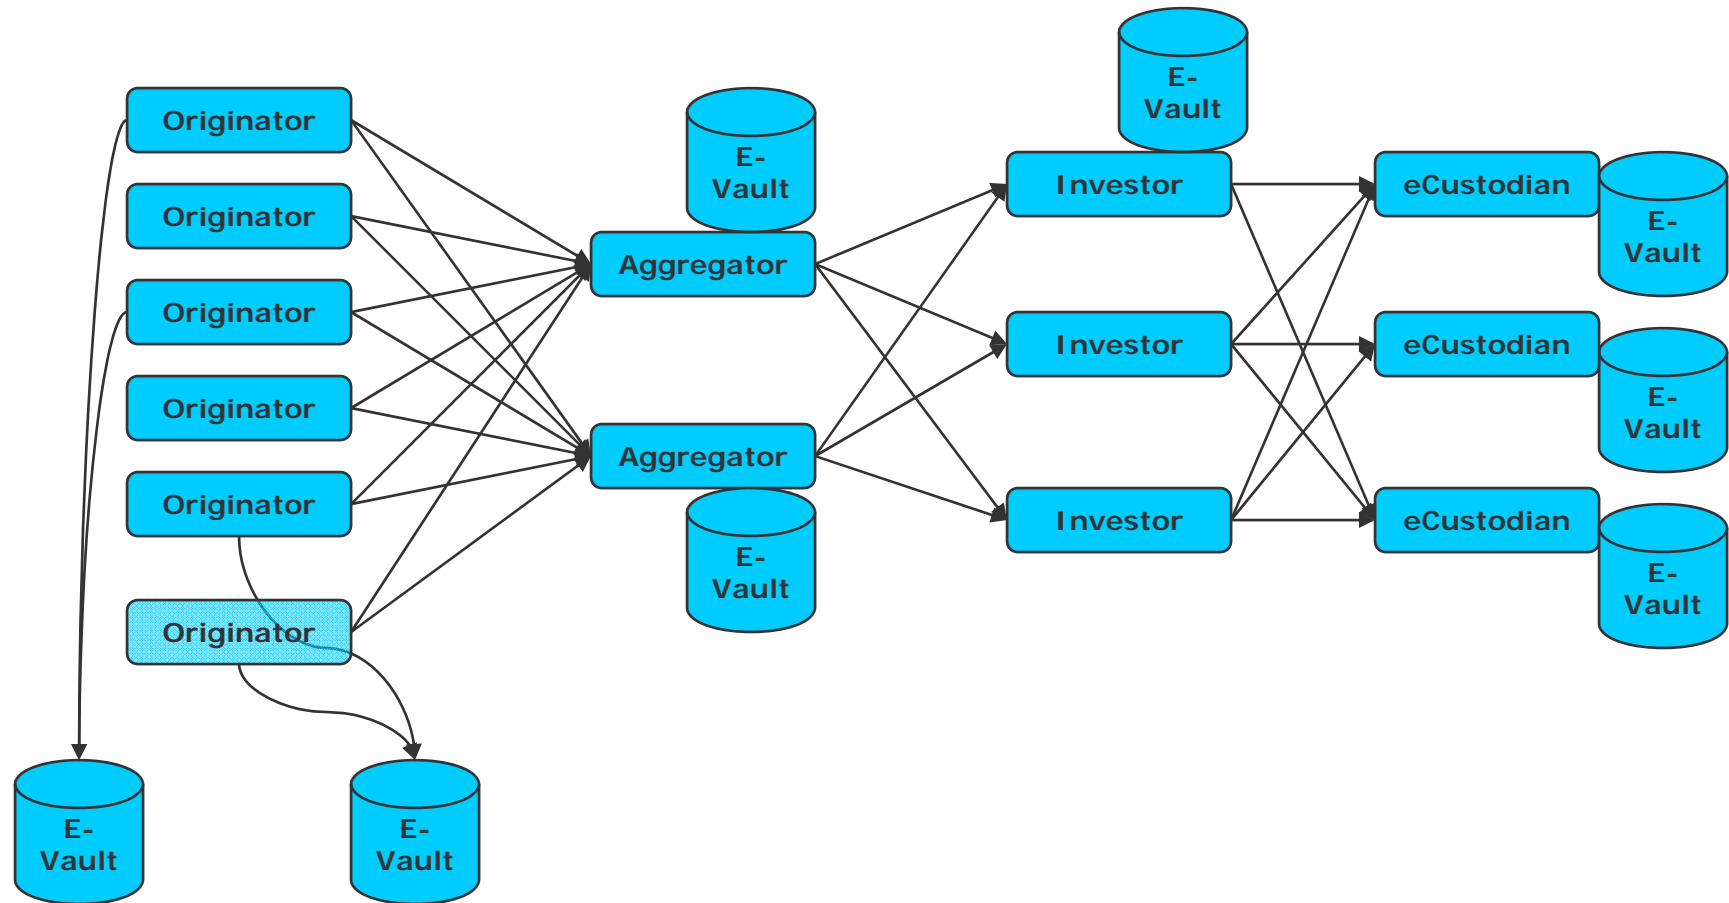 Originator
Originator
Originator
Originator
Originator
Originator
E-
Vault
E-
Vault
E-
Vault
Aggregator
Aggregator
E-
Vault
E-
Vault
Investor
Investor
Investor
eCustodian
E-
Vault
eCustodian
E-
Vault
eCustodian
E-
Vault